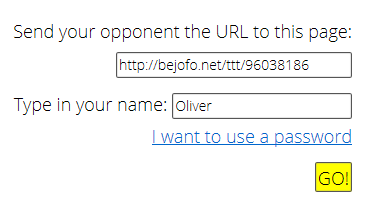 Send your opponent the URL to this page:
http://bejofo.net/ttt/96038186
Type in your name: Oliver
I want to use a password
GO!